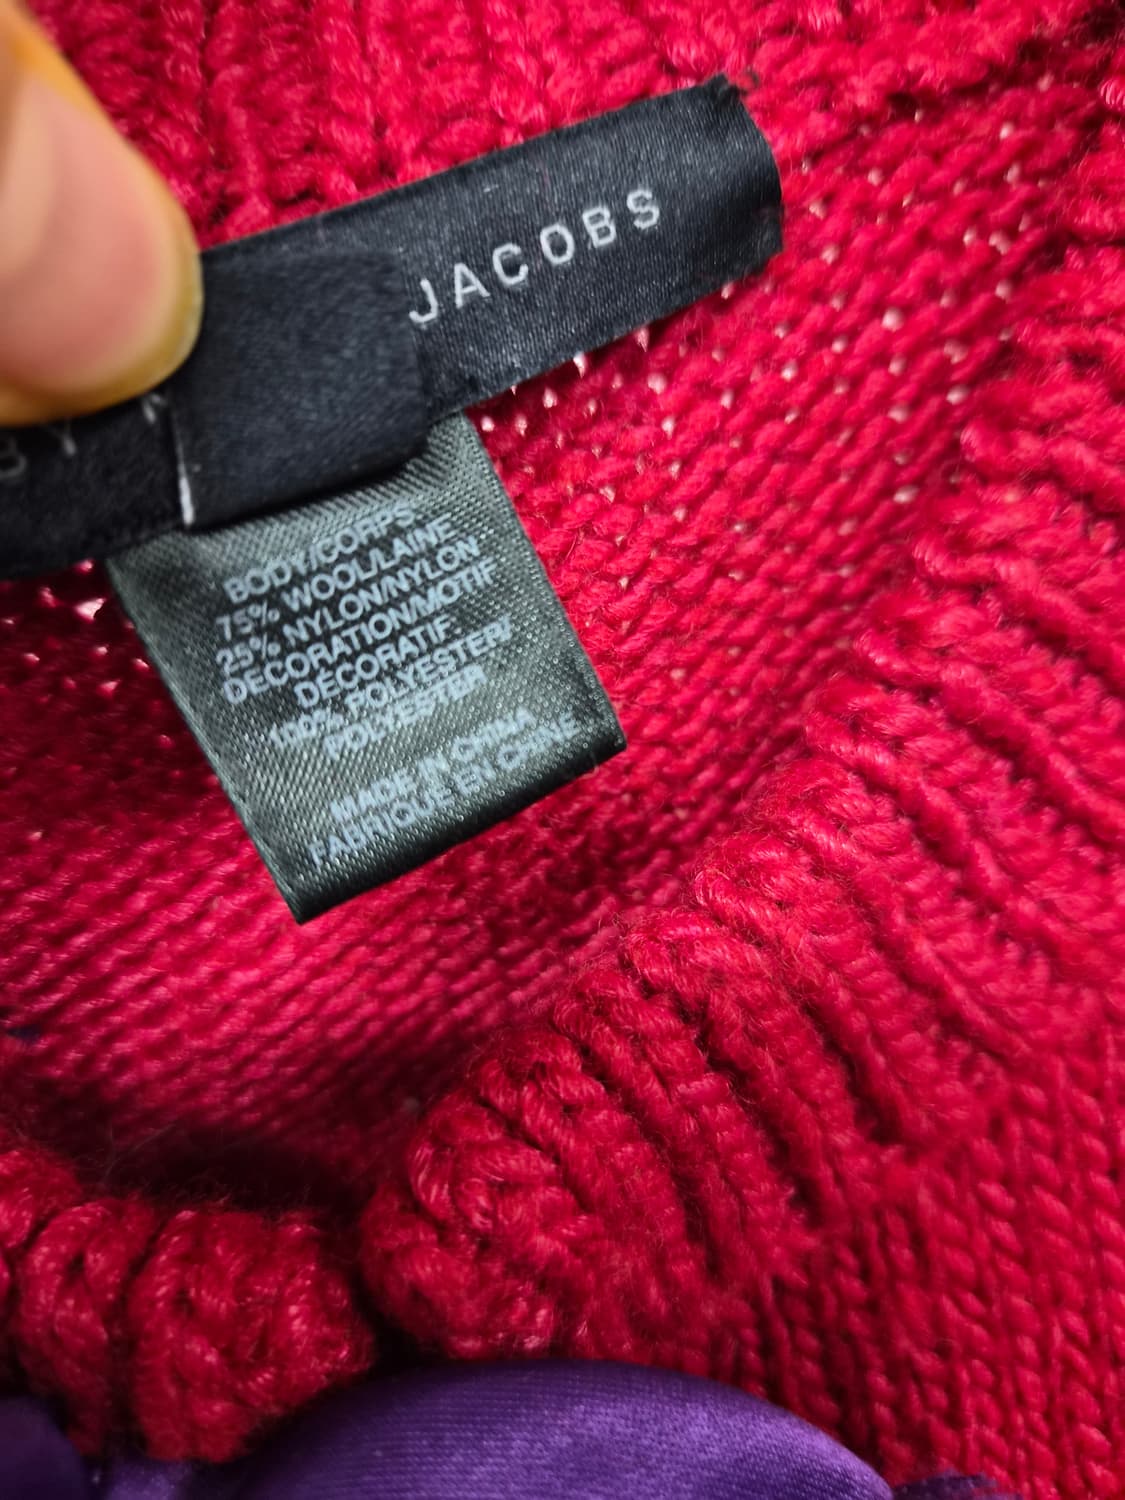 BY M
JACOBS
BODY/CORPS:
75% WOOL/LAINE
25% NYLON/NYLON
DECORATION/MOTIF
DÉCORATIF:
100% POLYESTER/
POLYESTER
MADE IN CHINA
FABRIQUÉ EN CHINE